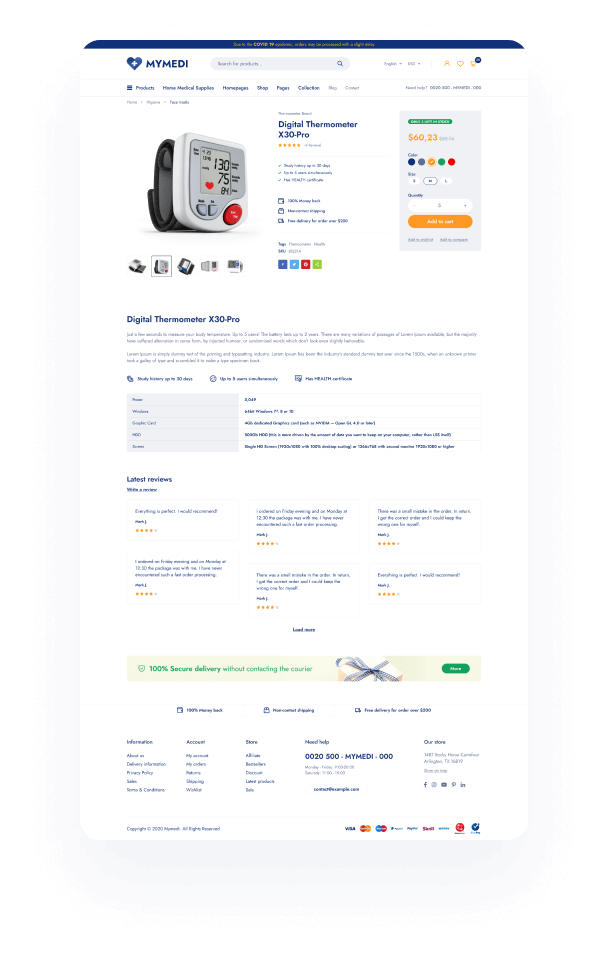 Due to the COVID 19 epidemic, orders may be processed with a slight delay.
MYMEDI
Search for products...
English
USD
Products
Home Medical Supplies
Homepages
Shop
Pages
Collection
Blog
Contact
Need help? 0020 500 - MYMEDI - 000
Home > Hygiene > Face masks
Thermometer Brand
Digital Thermometer
X30-Pro
Study history up to 30 days
Up to 5 users simultaneously
Has HEALTH certificate
100% Money back
Non-contact shipping
Free delivery for order over $200
Tags Thermometer Health
SKU
$60,23
Color
Size
S
M
L
Quantity
- 5 +
Add to cart
Add to wishlist
Add to compare
130
75
84
Digital Thermometer X30-Pro
Just a few seconds to measure your body temperature. Up to 5 users! The battery lasts up to 2 years. There are many variations of passages of Lorem Ipsum available, but the majority
have suffered alteration in some form, by injected humour, or randomised words which don't look even slightly believable.
Lorem Ipsum is simply dummy text of the printing and typesetting industry. Lorem Ipsum has been the industry's standard dummy text ever since the 1500s, when an unknown printer
took a galley of type and scrambled it to make a type specimen book.
Study history up to 30 days
Up to 5 users simultaneously
Has HEALTH certificate
Power
Windows 64bit Windows 7®, 8 or 10
Graphic Card 4Gb dedicated Graphics card (such as NVIDIA — Open GL 4.0 or later)
HDD 500Gb HDD (this is more driven by the amount of data you want to keep on your computer, rather than LSS itself)
Screen Single HD Screen (1920x1080 with 100% desktop scaling) or 1366x768 with second monitor 1920x1080 or higher
Latest reviews
Write a review
Everything is perfect. I would recommend!
Mark J.
I ordered on Friday evening and on Monday at
12:30 the package was with me. I have never
encountered such a fast order processing.
Mark J.
There was a small mistake in the order. In return,
I got the correct order and I could keep the
wrong one for myself.
Mark J.
I ordered on Friday evening and on Monday at
12:30 the package was with me. I have never
encountered such a fast order processing.
Mark J.
There was a small mistake in the order. In return,
I got the correct order and I could keep the
wrong one for myself.
Mark J.
Everything is perfect. I would recommend!
Mark J.
Load more
100% Secure delivery without contacting the courier
More
100% Money back
Non-contact shipping
Free delivery for order over $200
Information
About us
Delivery information
Privacy Policy
Sales
Terms & Conditions
Account
My account
My orders
Returns
Shipping
Wishlist
Store
Affiliate
Bestsellers
Discount
Latest products
Sale
Need help
0020 500 - MYMEDI - 000
Monday - Friday: 9:00-20:00
Saturday: 11:00 - 15:00
contact@example.com
Our store
1487 Rocky Horse Carrefour
Arlington, TX 16819
Show on map
Copyright © 2020 Mymedi. All Rights Reserved
VISA
PayPal
Skrill